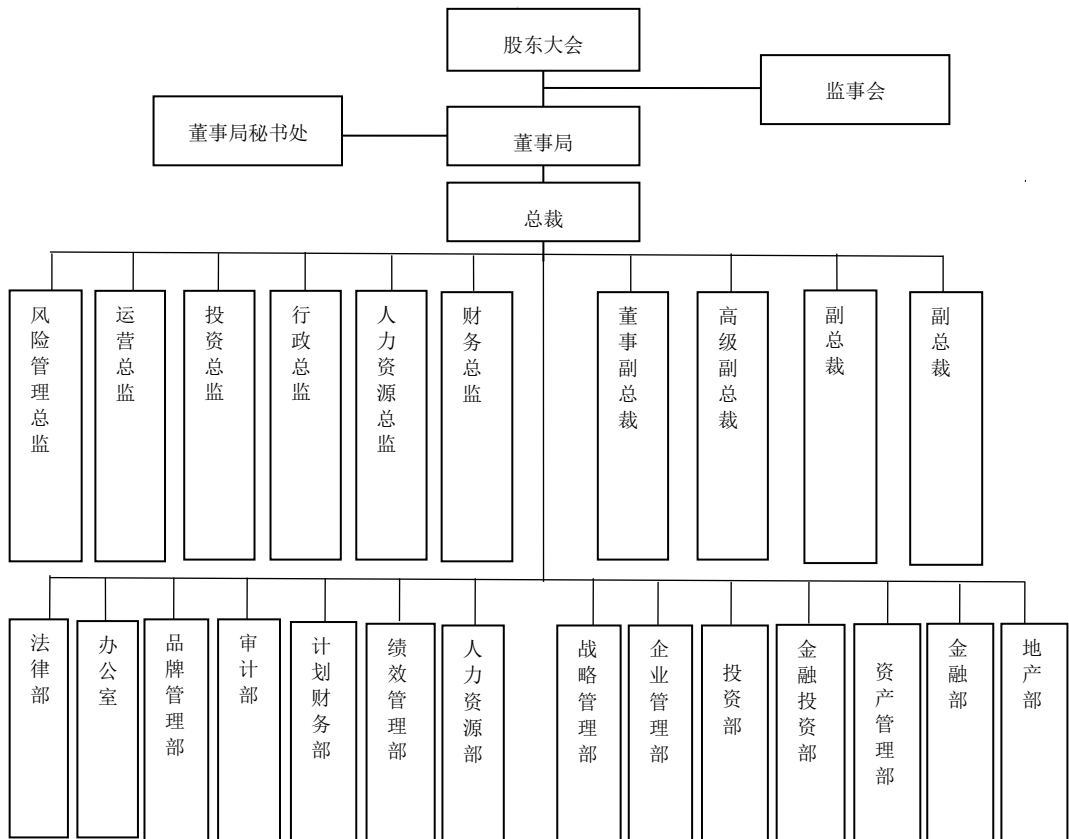 股东大会
监事会
董事局秘书处
董事局
总裁
风险管理总监
运营总监
投资总监
行政总监
人力资源总监
财务总监
董事副总裁
高级副总裁
副总裁
副总裁
法律部
办公室
品牌管理部
审计部
计划财务部
绩效管理部
人力资源部
战略管理部
企业管理部
投资部
金融投资部
资产管理部
金融部
地产部